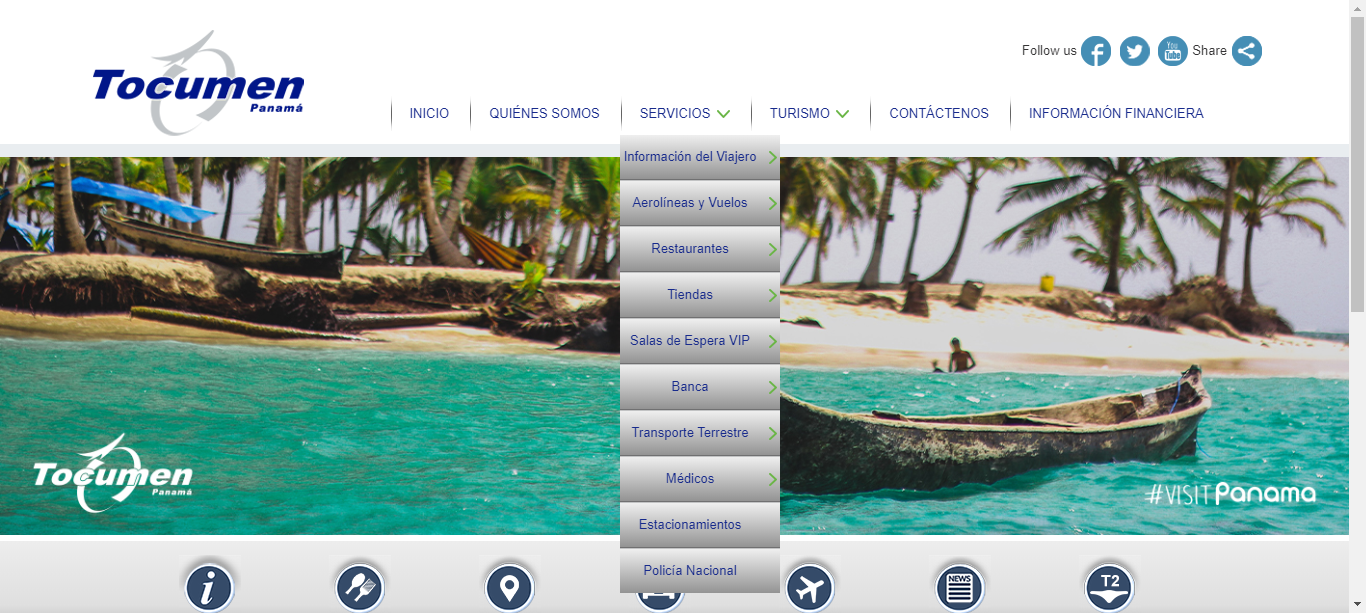 Tocumen
Panamá
Follow us
You
Tube
Share
INICIO
QUIÉNES SOMOS
SERVICIOS
TURISMO
CONTÁCTENOS
INFORMACIÓN FINANCIERA
Información del Viajero
Aerolíneas y Vuelos
Restaurantes
Tiendas
Salas de Espera VIP
Banca
Transporte Terrestre
Médicos
Estacionamientos
Policía Nacional
Tocumen
Panamá
#VISITPanama
NEWS
T2